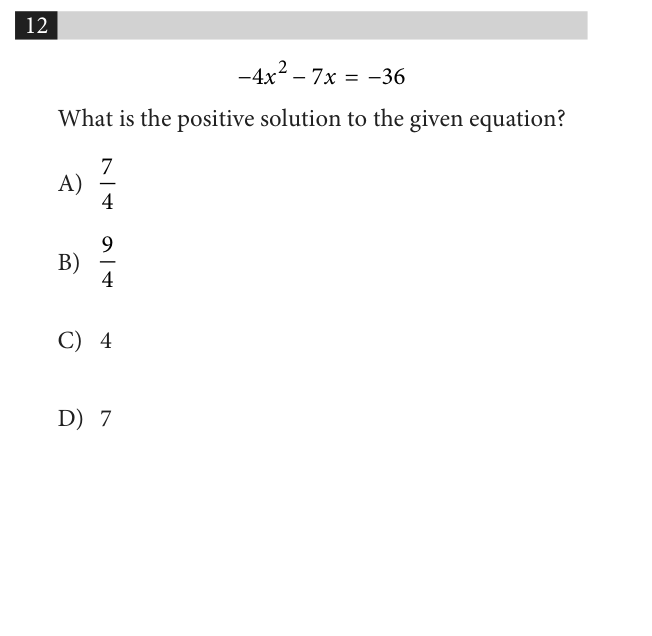 12
−4x² − 7x = −36
What is the positive solution to the given equation?
A) 7/4
B) 9/4
C) 4
D) 7